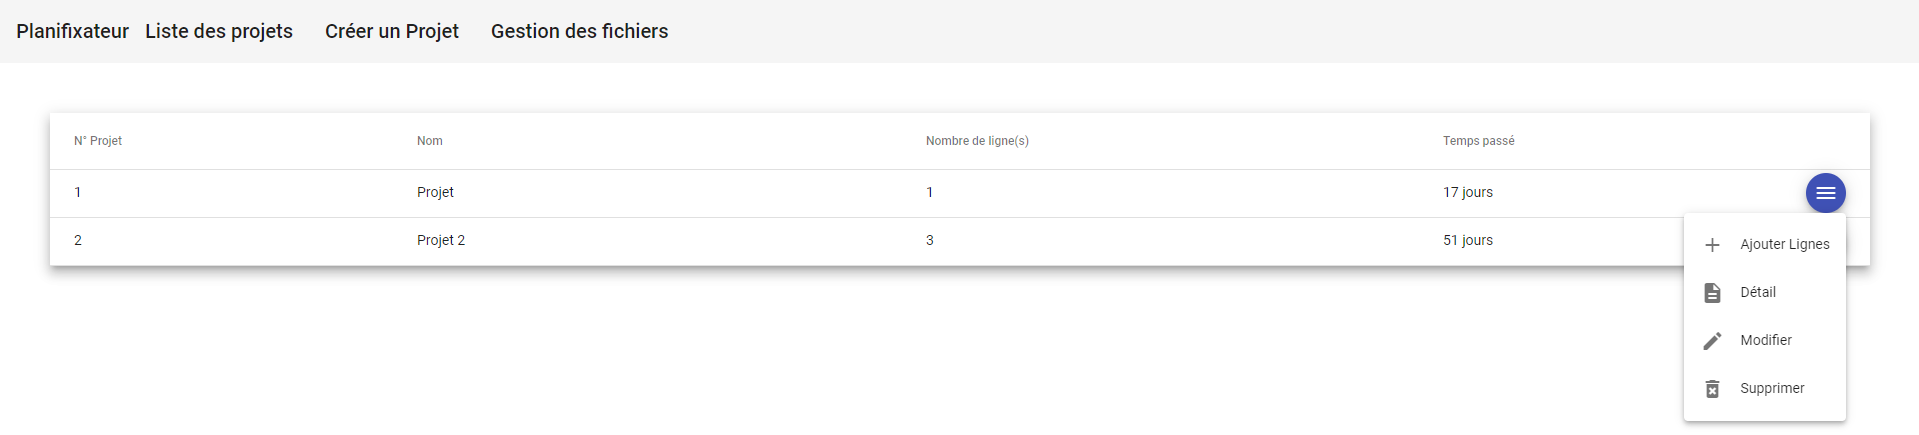 Planifixateur Liste des projets Créer un Projet Gestion des fichiers
N° Projet Nom Nombre de ligne(s) Temps passé
1 Projet 1 17 jours
2 Projet 2 3 51 jours
Ajouter Lignes
Détail
Modifier
Supprimer